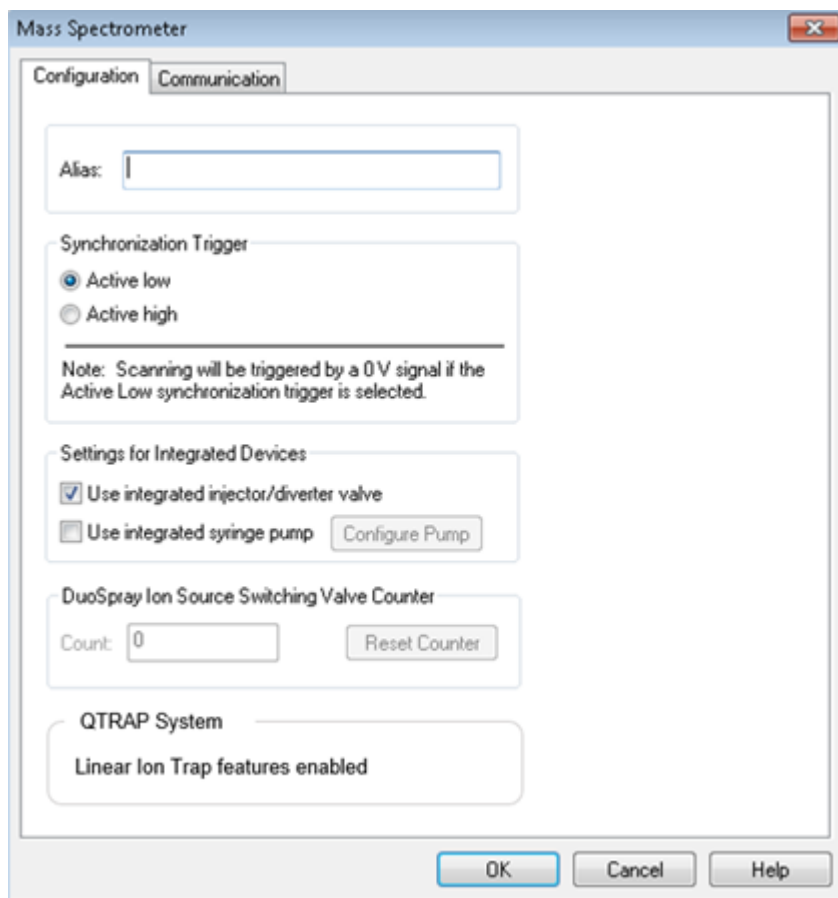 Mass Spectrometer
Configuration
Communication
Alias:
Synchronization Trigger
Active low
Active high
Note:  Scanning will be triggered by a 0 V signal if the
Active Low synchronization trigger is selected.
Settings for Integrated Devices
Use integrated injector/diverter valve
Use integrated syringe pump
Configure Pump
DuoSpray Ion Source Switching Valve Counter
Count: 0
Reset Counter
QTRAP System
Linear Ion Trap features enabled
OK
Cancel
Help